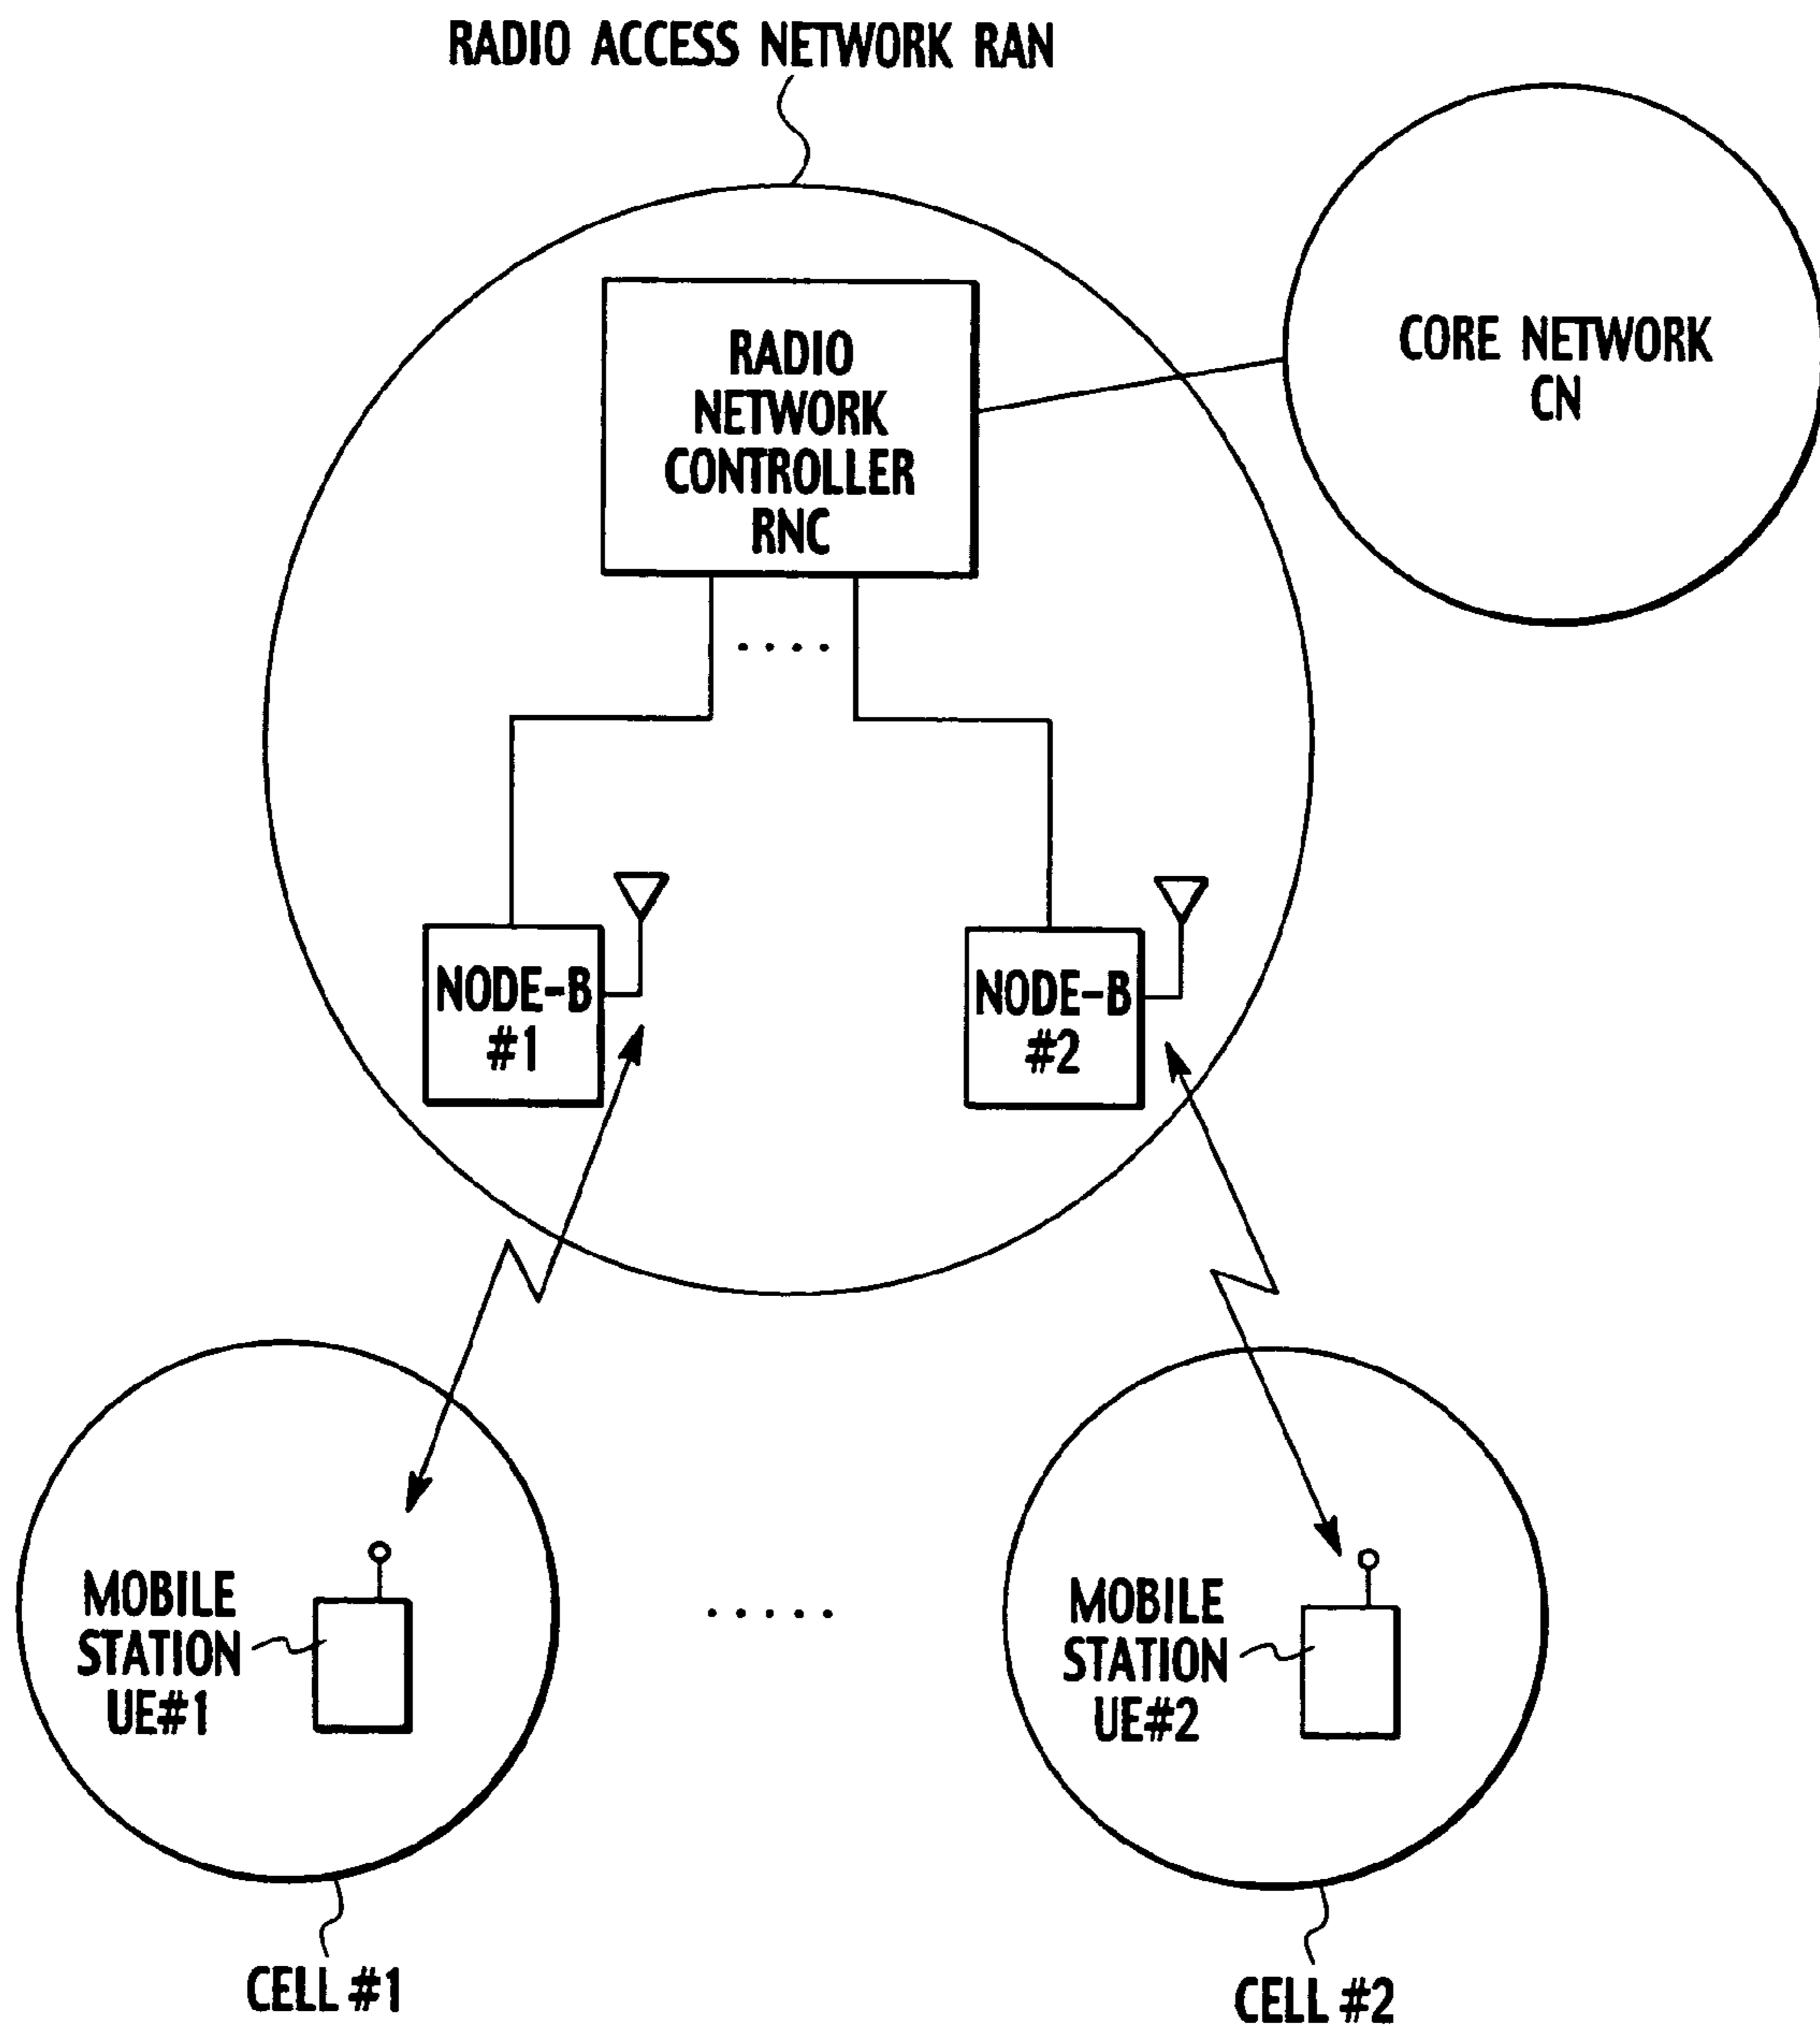 RADIO ACCESS NETWORK RAN
RADIO
NETWORK
CONTROLLER
RNC
CORE NETWORK
CN
NODE-B
#1
NODE-B
#2
MOBILE
STATION
UE#1
MOBILE
STATION
UE#2
CELL #1
CELL #2